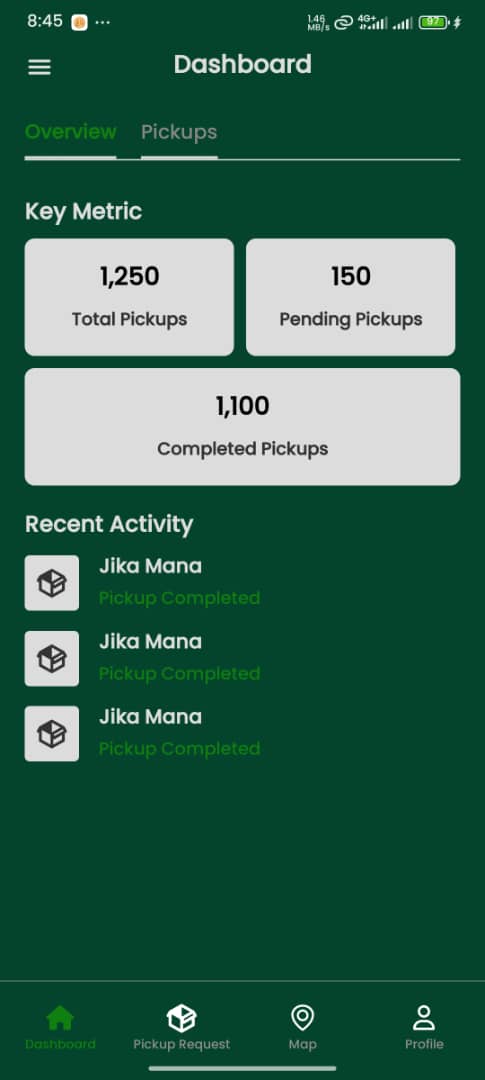 8:45 ... 1.46 MB/s 4G+ 97
Dashboard
Overview Pickups
Key Metric
1,250 150
Total Pickups Pending Pickups
1,100
Completed Pickups
Recent Activity
Jika Mana
Pickup Completed
Jika Mana
Pickup Completed
Jika Mana
Pickup Completed
Dashboard Pickup Request Map Profile